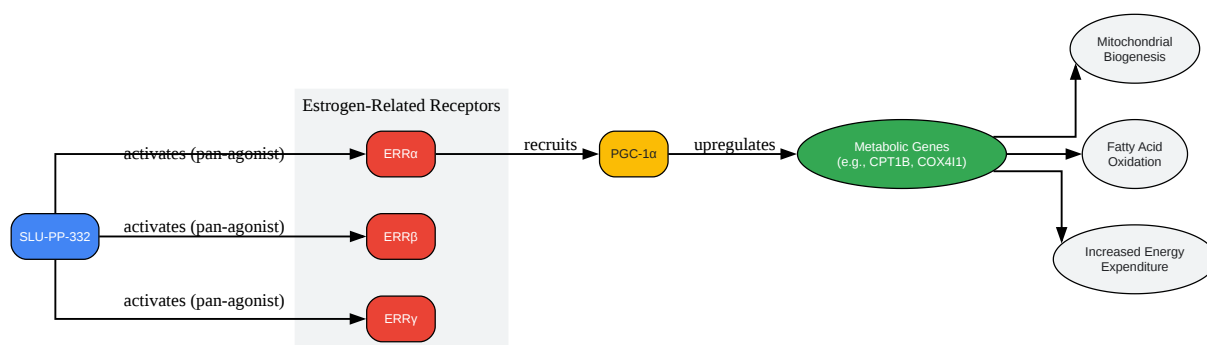 Mitochondrial
Biogenesis
Estrogen-Related Receptors
activates (pan-agonist)
ERRα
recruits
PGC-1α
upregulates
Metabolic Genes
(e.g., CPT1B, COX4I1)
Fatty Acid
Oxidation
SLU-PP-332
activates (pan-agonist)
ERRβ
Increased Energy
Expenditure
activates (pan-agonist)
ERRγ